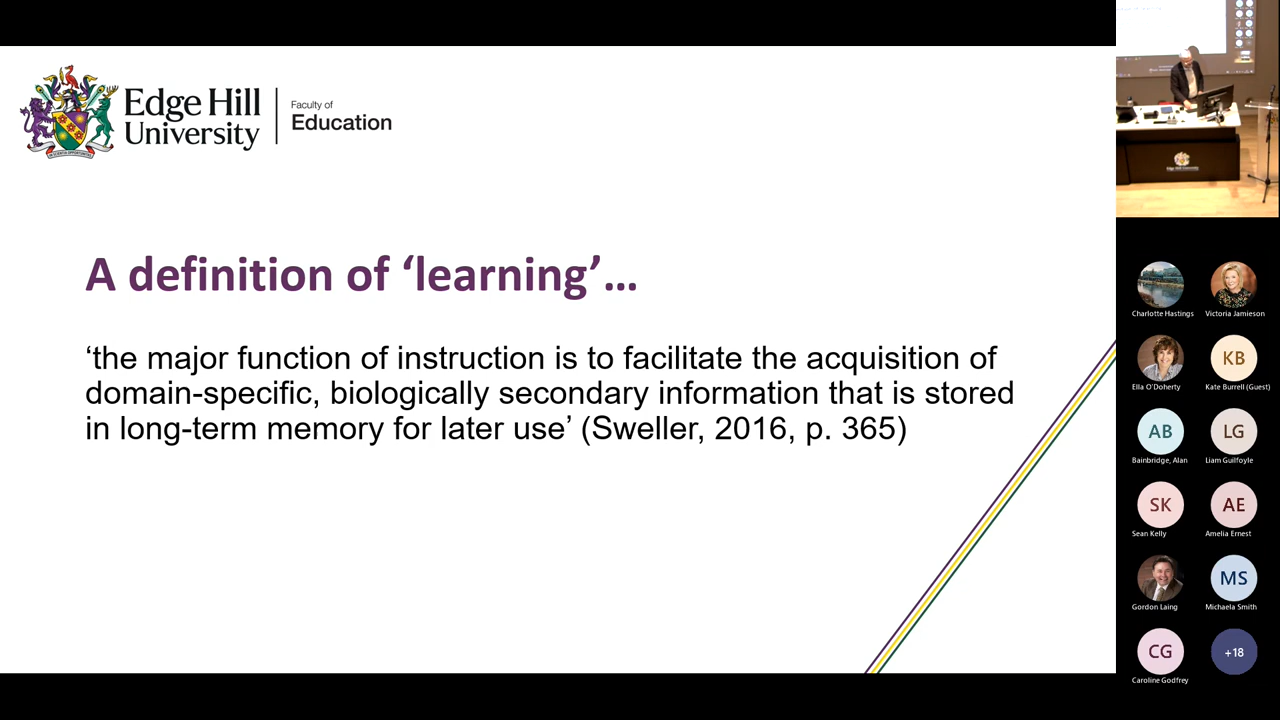 Edge Hill
University
Faculty of
Education
A definition of ‘learning’...
‘the major function of instruction is to facilitate the acquisition of
domain-specific, biologically secondary information that is stored
in long-term memory for later use’ (Sweller, 2016, p. 365)
Edge Hill University
Charlotte Hastings
Victoria Jamieson
Ella O'Doherty
KB
Kate Burrell (Guest)
AB
Bainbridge, Alan
LG
Liam Guilfoyle
SK
Sean Kelly
AE
Amelia Ernest
Gordon Laing
MS
Michaela Smith
CG
Caroline Godfrey
+18